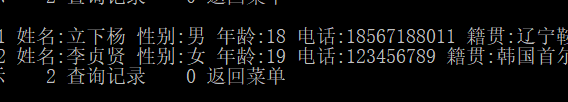 1 姓名:立下杨 性别:男 年龄:18 电话:18567188011 籍贯:辽宁
2 姓名:李贞贤 性别:女 年龄:19 电话:123456789 籍贯:韩国首
2 查询记录 0 返回菜单